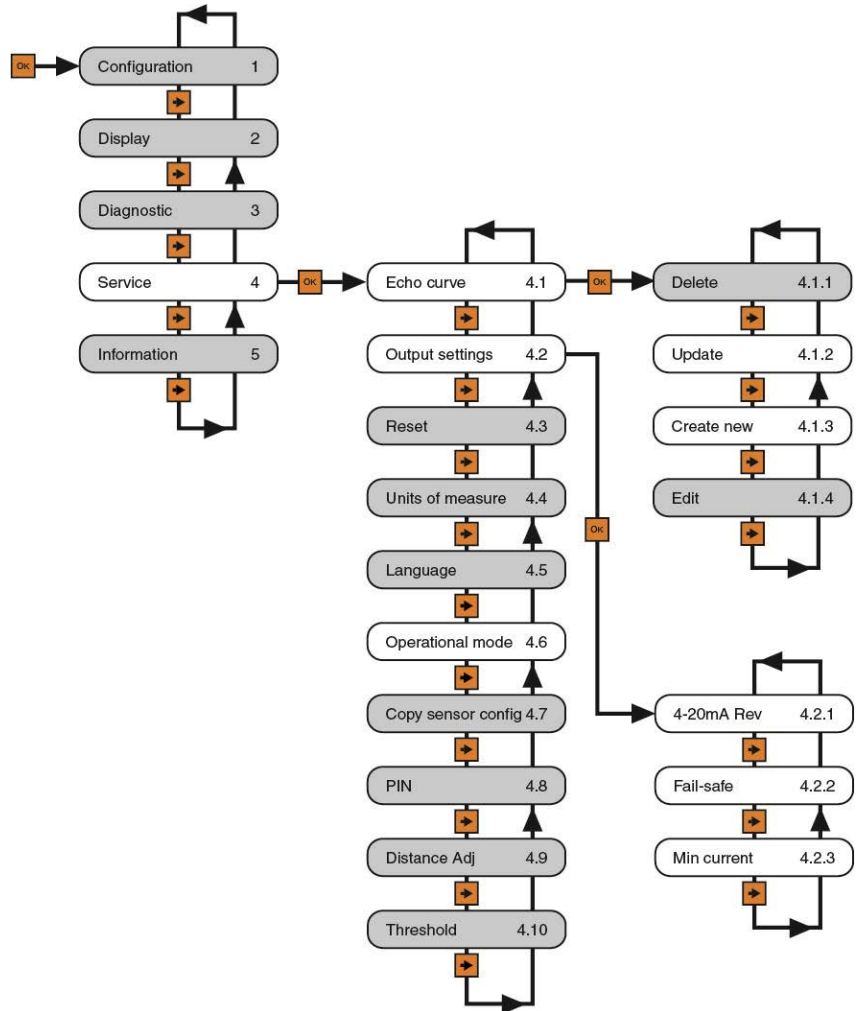 OK
Configuration 1
Display 2
Diagnostic 3
Service 4
Information 5
OK
Echo curve 4.1
Output settings 4.2
Reset 4.3
Units of measure 4.4
Language 4.5
Operational mode 4.6
Copy sensor config 4.7
PIN 4.8
Distance Adj 4.9
Threshold 4.10
OK
Delete 4.1.1
Update 4.1.2
Create new 4.1.3
Edit 4.1.4
OK
4-20mA Rev 4.2.1
Fail-safe 4.2.2
Min current 4.2.3